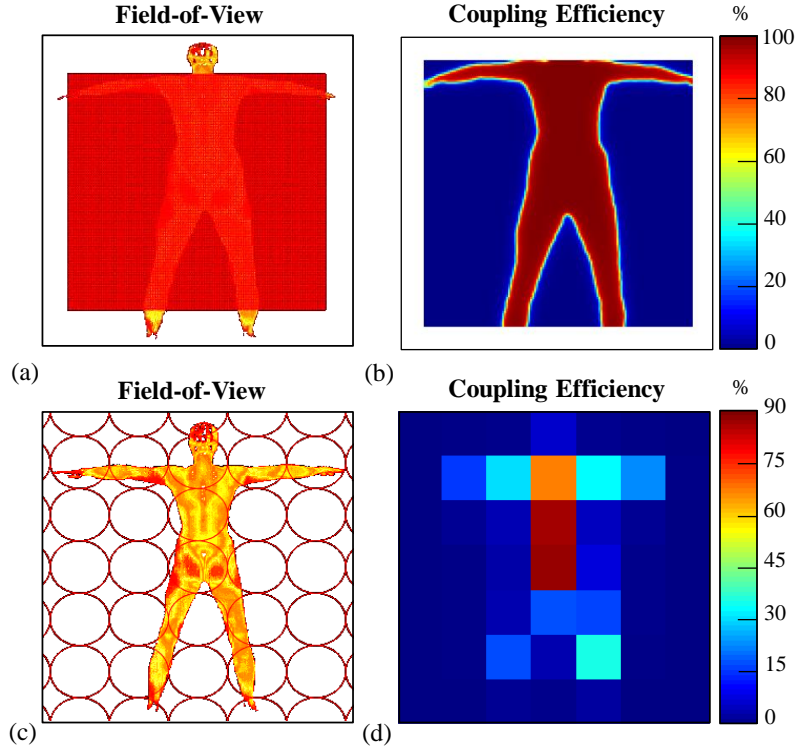 Field-of-View
Coupling Efficiency
%
100
80
60
40
20
0
(a)
(b)
Field-of-View
Coupling Efficiency
%
90
75
60
45
30
15
0
(c)
(d)